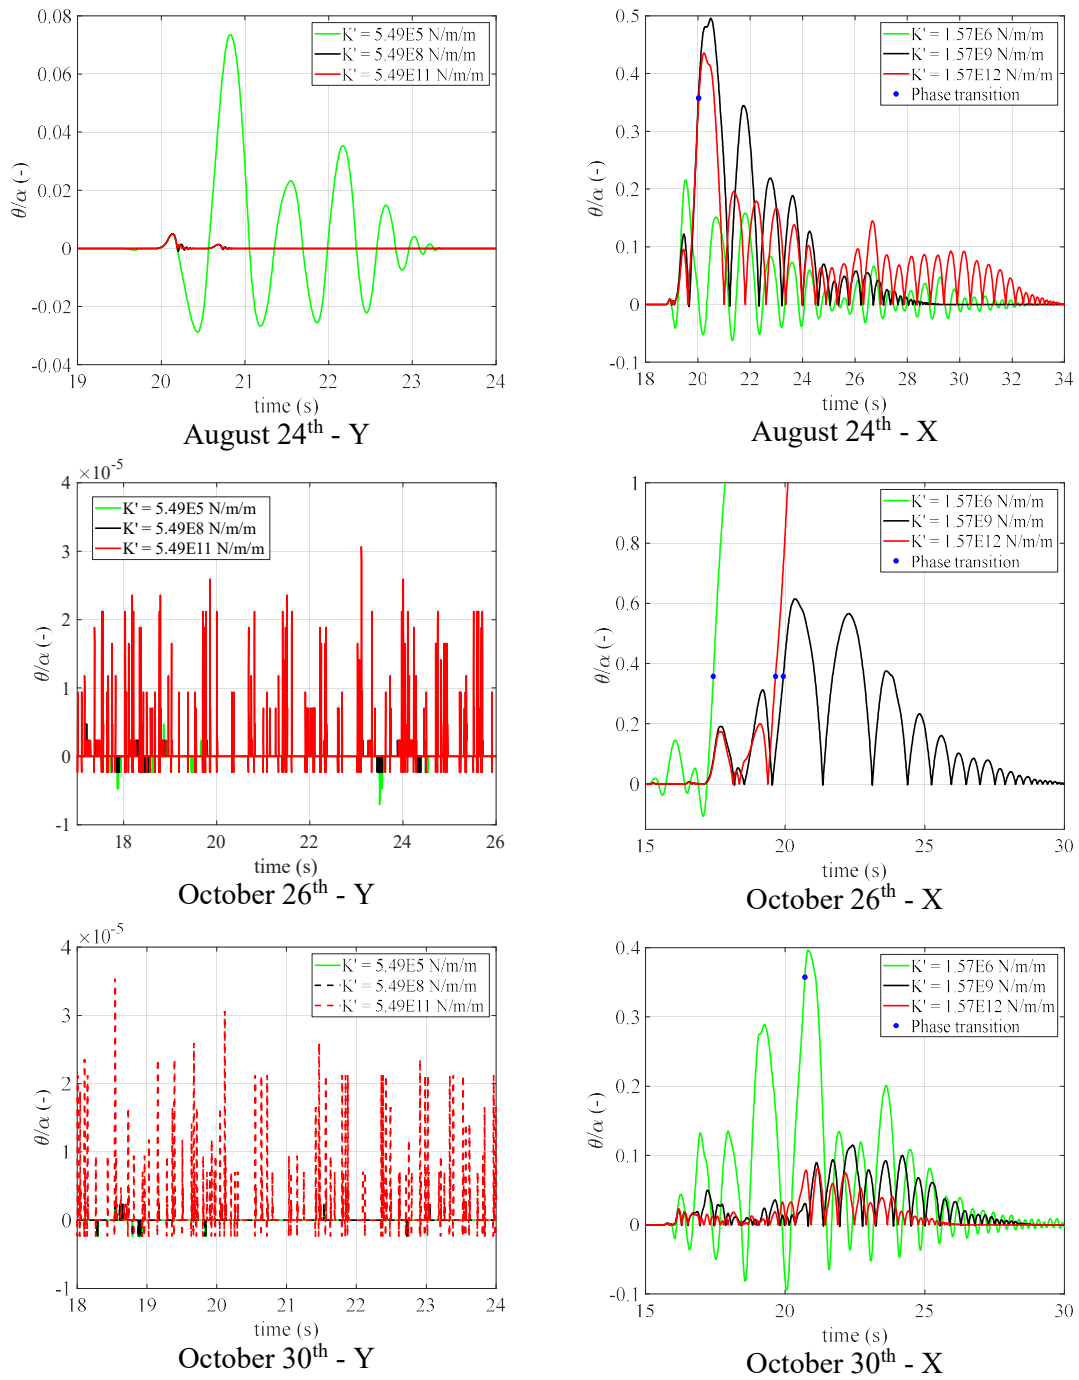 0.08
0.06
0.04
0.02
0
-0.02
-0.04
θ/α (-)
K' = 5.49E5 N/m/m
K' = 5.49E8 N/m/m
K' = 5.49E11 N/m/m
19 20 21 22 23 24
time (s)
August 24th - Y
0.5
0.4
0.3
0.2
0.1
0
-0.1
θ/α (-)
K' = 1.57E6 N/m/m
K' = 1.57E9 N/m/m
K' = 1.57E12 N/m/m
Phase transition
18 20 22 24 26 28 30 32 34
time (s)
August 24th - X
×10-5
4
3
2
1
0
-1
θ/α (-)
K' = 5.49E5 N/m/m
K' = 5.49E8 N/m/m
K' = 5.49E11 N/m/m
18 20 22 24 26
time (s)
October 26th - Y
1
0.8
0.6
0.4
0.2
0
θ/α (-)
K' = 1.57E6 N/m/m
K' = 1.57E9 N/m/m
K' = 1.57E12 N/m/m
Phase transition
15 20 25 30
time (s)
October 26th - X
×10-5
4
3
2
1
0
-1
θ/α (-)
K' = 5.49E5 N/m/m
K' = 5.49E8 N/m/m
K' = 5.49E11 N/m/m
18 19 20 21 22 23 24
time (s)
October 30th - Y
0.4
0.3
0.2
0.1
0
-0.1
θ/α (-)
K' = 1.57E6 N/m/m
K' = 1.57E9 N/m/m
K' = 1.57E12 N/m/m
Phase transition
15 20 25 30
time (s)
October 30th - X